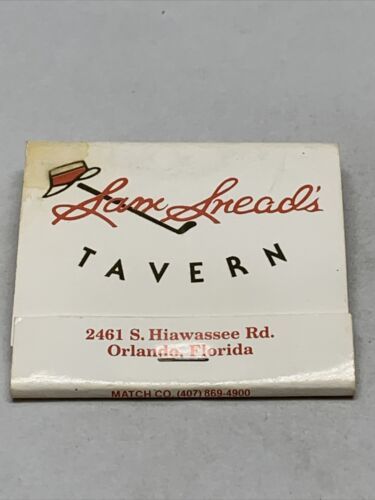 Sam Snead's
TAVERN
2461 S. Hiawassee Rd.
Orlando, Florida
MATCH CO. (407) 869-4900